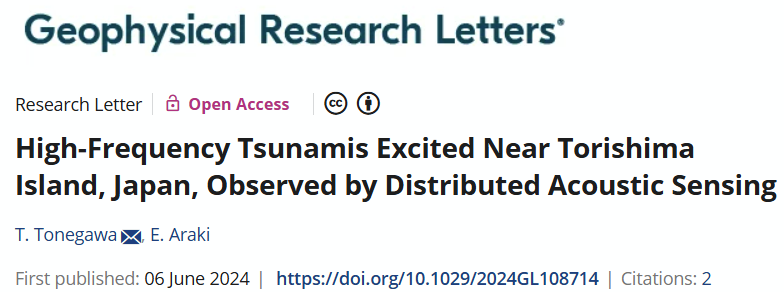 Geophysical Research Letters®
Research Letter | Open Access | cc
High-Frequency Tsunamis Excited Near Torishima
Island, Japan, Observed by Distributed Acoustic Sensing
T. Tonegawa, E. Araki
First published: 06 June 2024 | https://doi.org/10.1029/2024GL108714 | Citations: 2